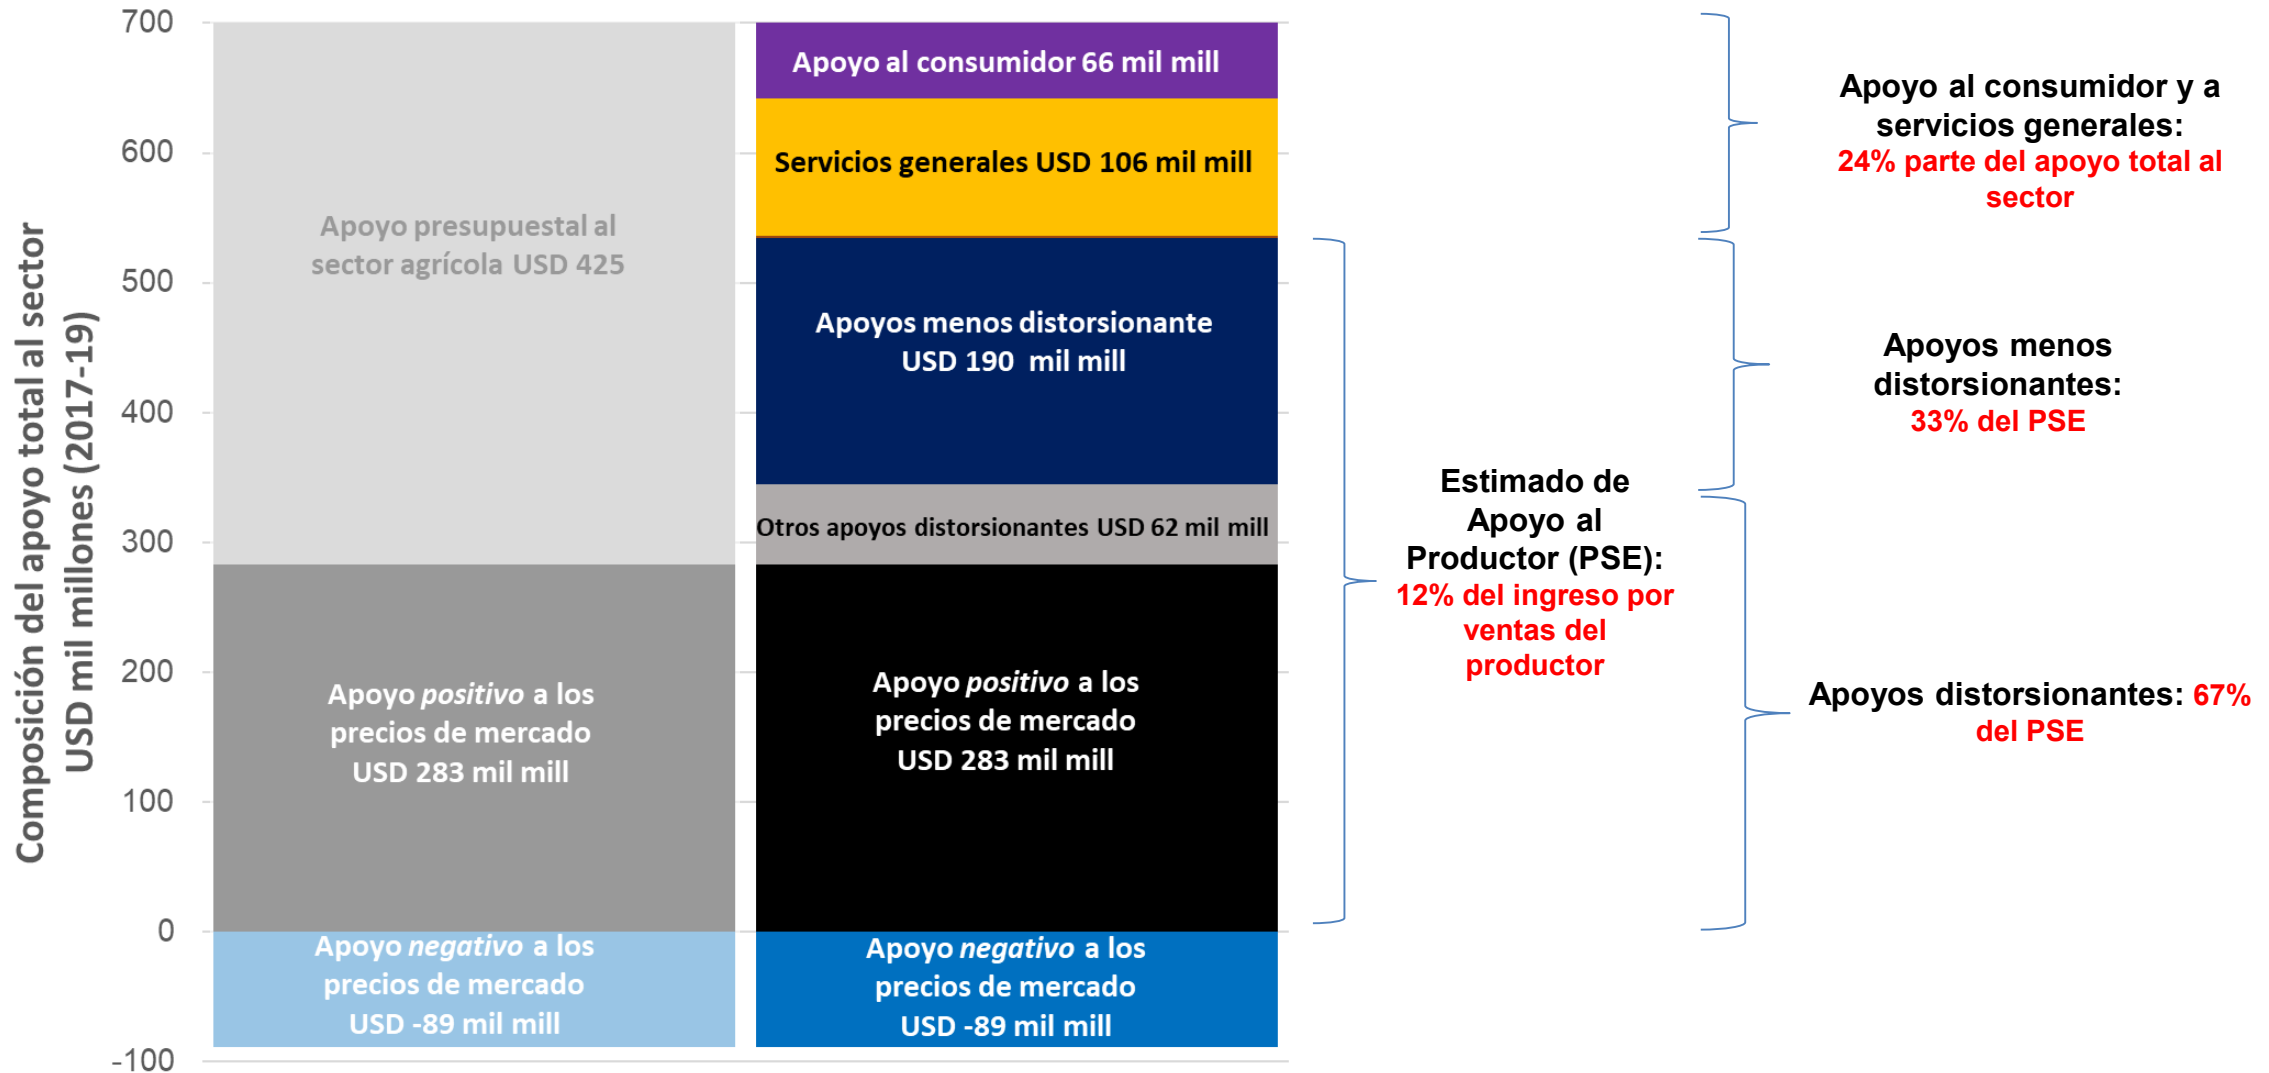 Composición del apoyo total al sector
USD mil millones (2017-19)
700
600
500
400
300
200
100
0
-100
Apoyo presupuestal al
sector agrícola USD 425
Apoyo positivo a los
precios de mercado
USD 283 mil mill
Apoyo negativo a los
precios de mercado
USD -89 mil mill
Apoyo al consumidor 66 mil mill
Servicios generales USD 106 mil mill
Apoyos menos distorsionante
USD 190 mil mill
Otros apoyos distorsionantes USD 62 mil mill
Apoyo positivo a los
precios de mercado
USD 283 mil mill
Apoyo negativo a los
precios de mercado
USD -89 mil mill
Estimado de
Apoyo al
Productor (PSE):
12% del ingreso por
ventas del
productor
Apoyo al consumidor y a
servicios generales:
24% parte del apoyo total al
sector
Apoyos menos
distorsionantes:
33% del PSE
Apoyos distorsionantes: 67%
del PSE